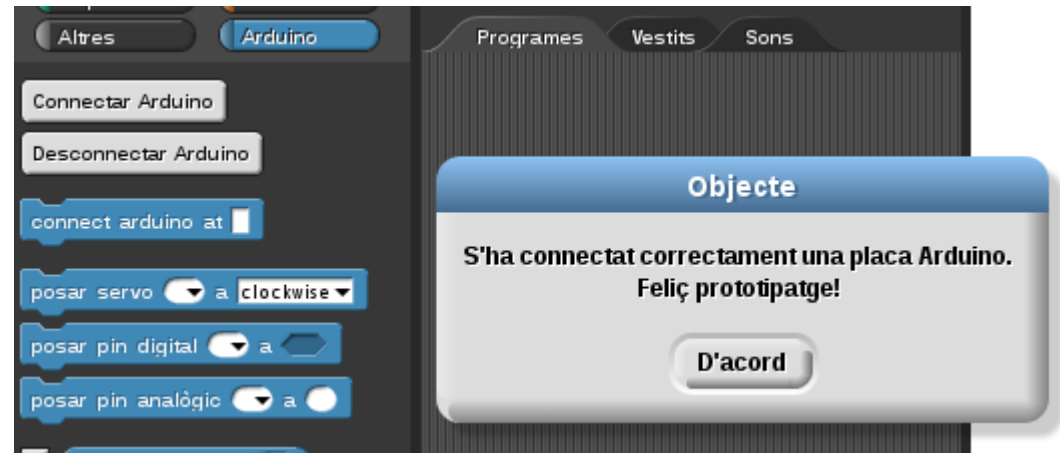 Altres
Arduino
Programes
Vestits
Sons
Connectar Arduino
Desconnectar Arduino
connect arduino at
posar servo a clockwise
posar pin digital a
posar pin analògic a
Objecte
S'ha connectat correctament una placa Arduino.
Feliç prototipatge!
D'acord